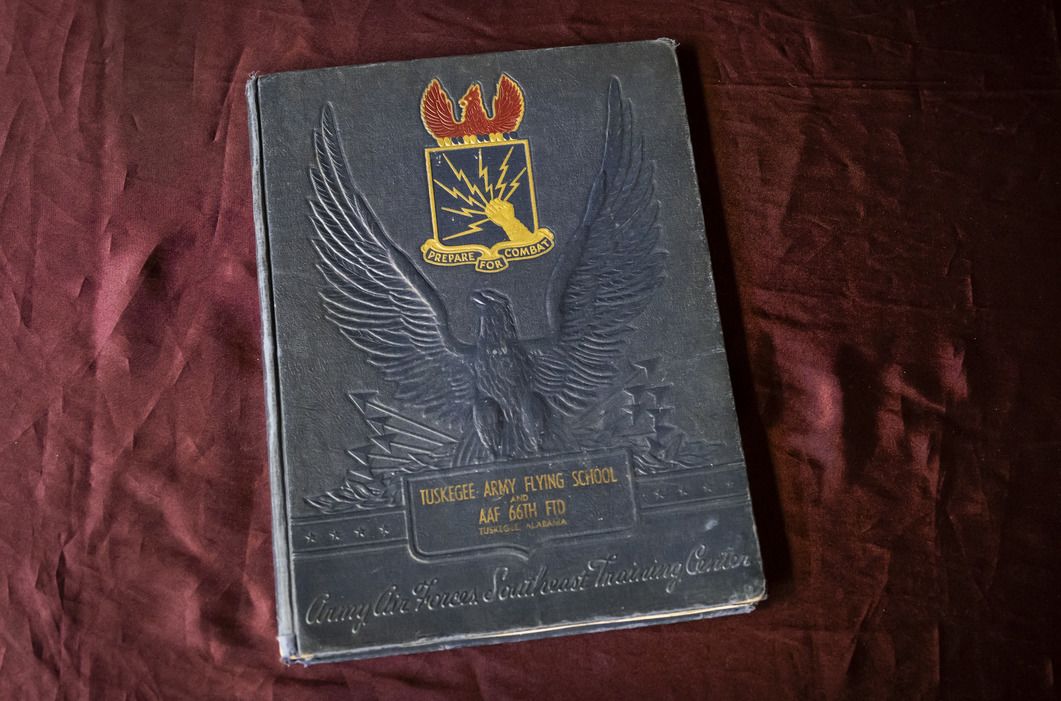 PREPARE FOR COMBAT
TUSKEGEE ARMY FLYING SCHOOL
AND
AAF 66TH FTD
TUSKEGEE, ALABAMA
Army Air Forces Southeast Training Center